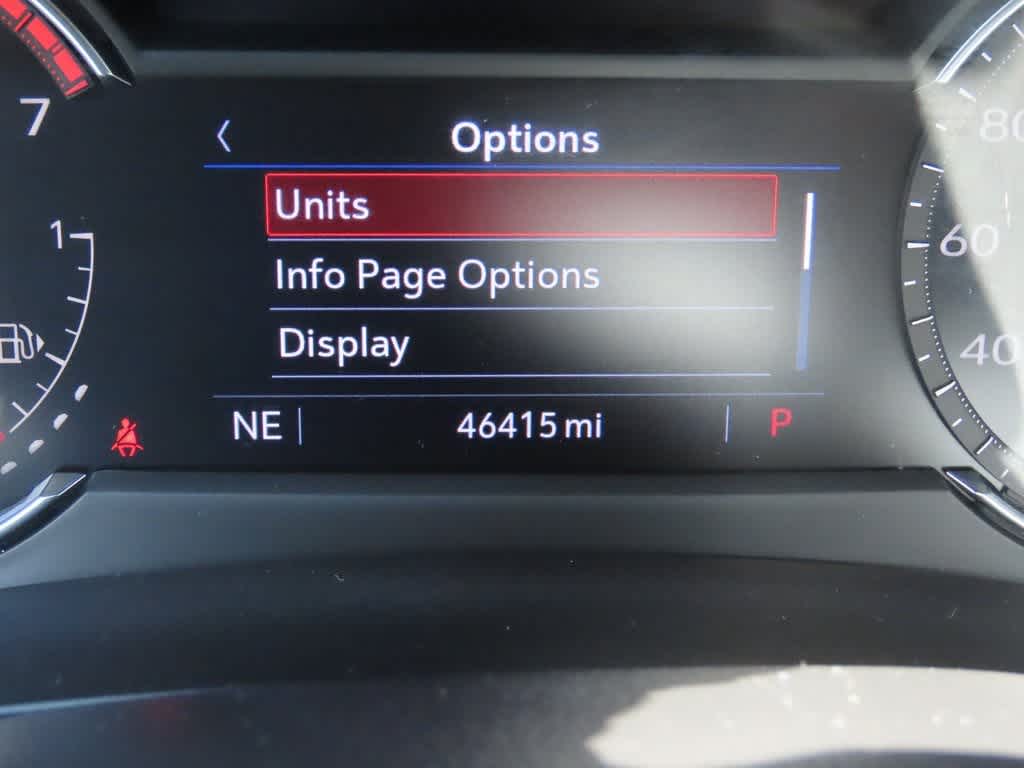 7
Options
80
Units
1
60
Info Page Options
Display
40
NE
46415 mi
P